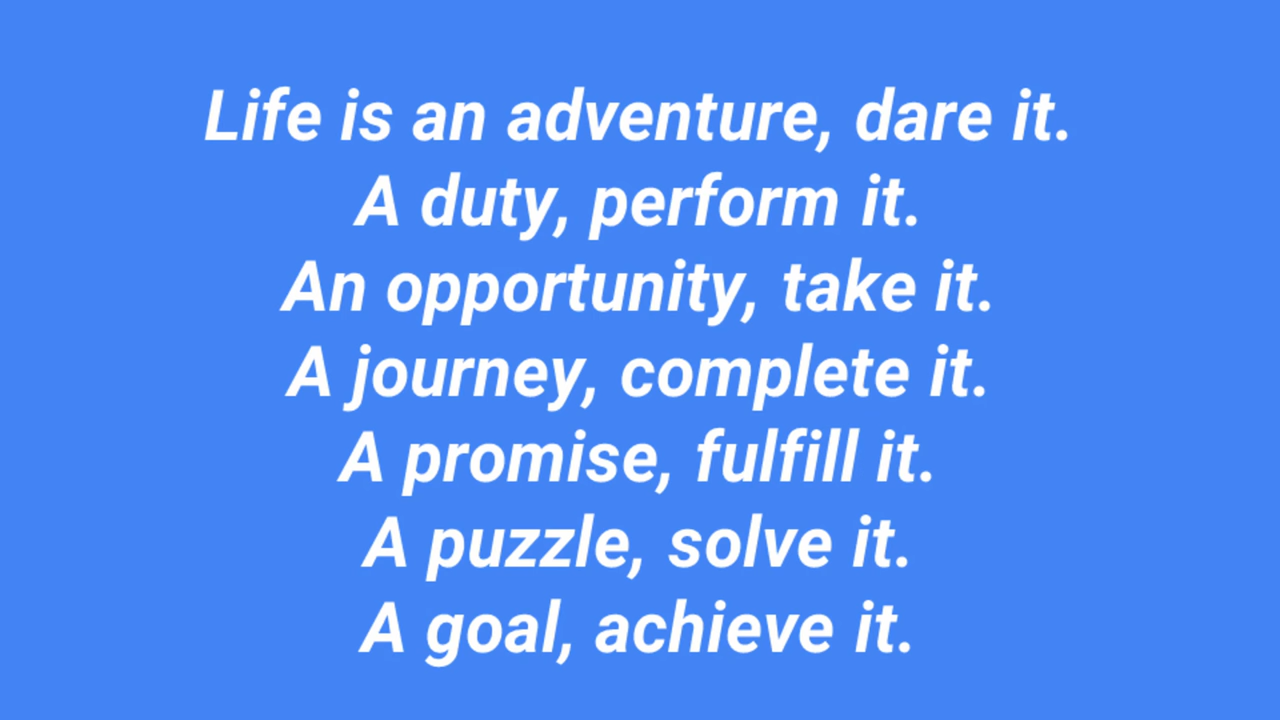 Life is an adventure, dare it.
A duty, perform it.
An opportunity, take it.
A journey, complete it.
A promise, fulfill it.
A puzzle, solve it.
A goal, achieve it.